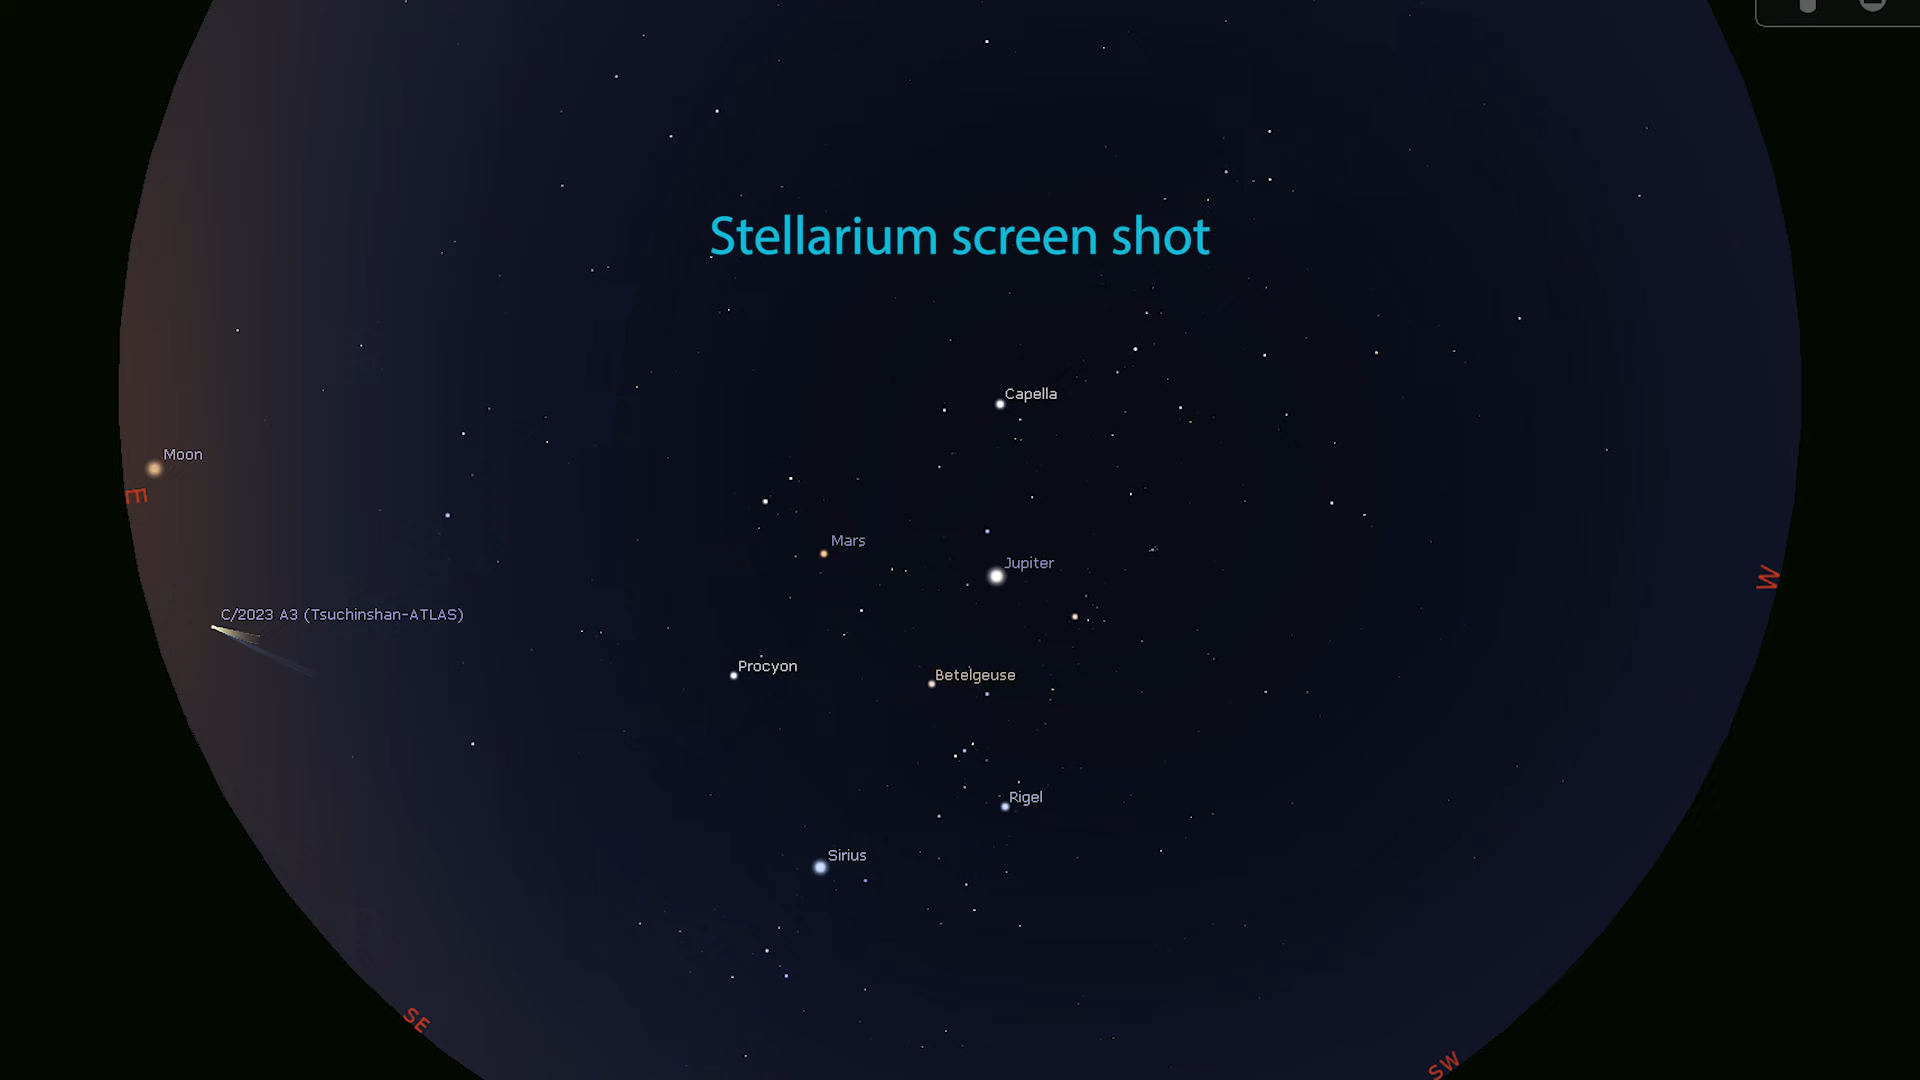 Stellarium screen shot
Capella
Moon
E
Mars
Jupiter
W
C/2023 A3 (Tsuchinshan-ATLAS)
Procyon
Betelgeuse
Rigel
Sirius
SE
SW